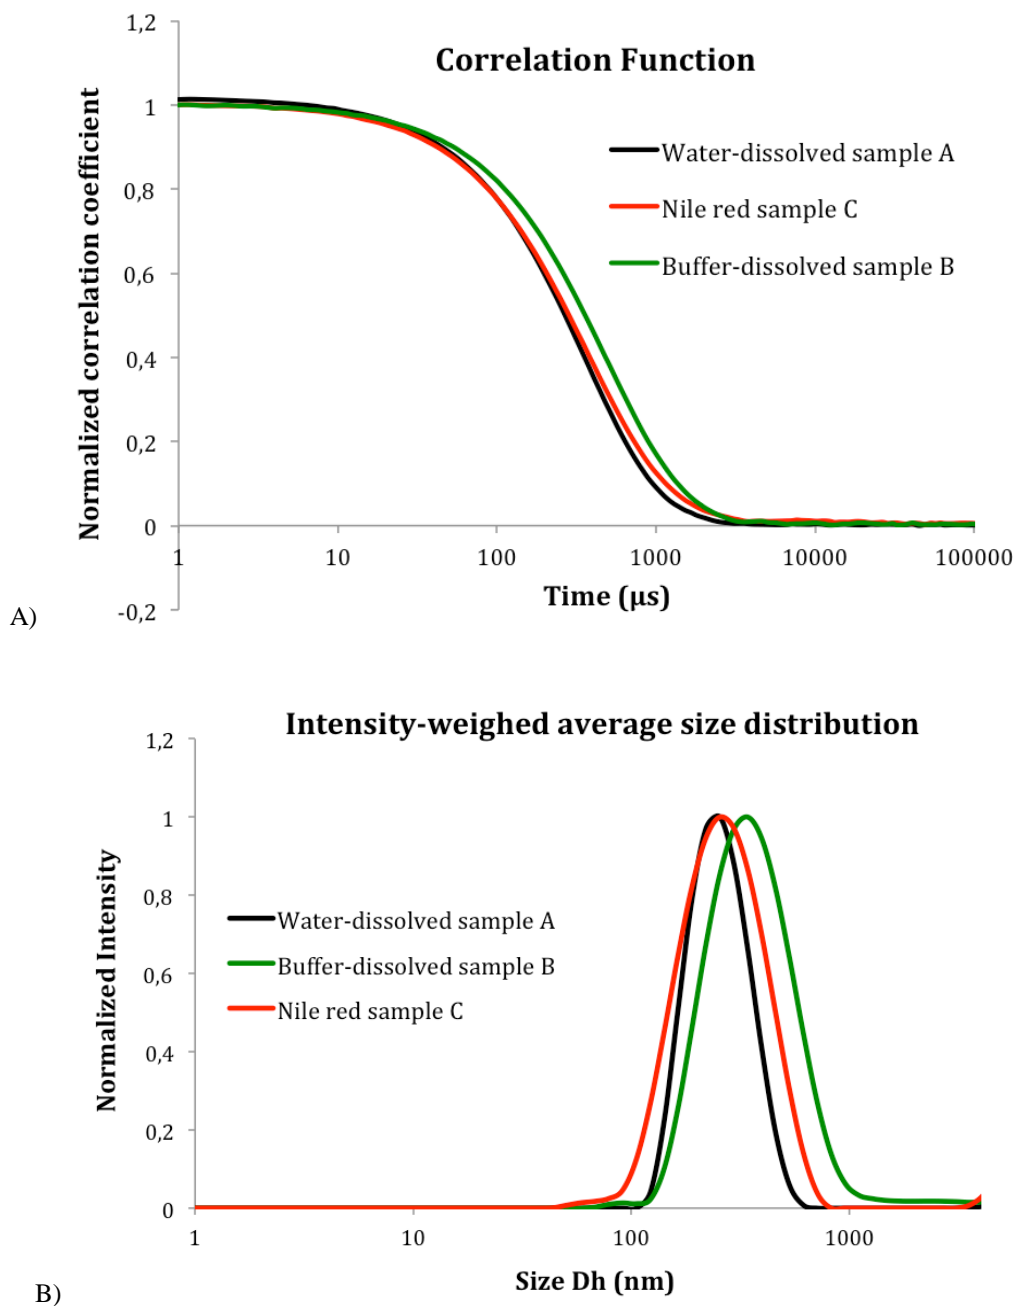 Correlation Function
1,2
1
0,8
0,6
0,4
0,2
0
-0,2
Normalized correlation coefficient
Water-dissolved sample A
Nile red sample C
Buffer-dissolved sample B
1 10 100 1000 10000 100000
Time (µs)
A)
Intensity-weighed average size distribution
1,2
1
0,8
0,6
0,4
0,2
0
Normalized Intensity
Water-dissolved sample A
Buffer-dissolved sample B
Nile red sample C
1 10 100 1000
Size Dh (nm)
B)